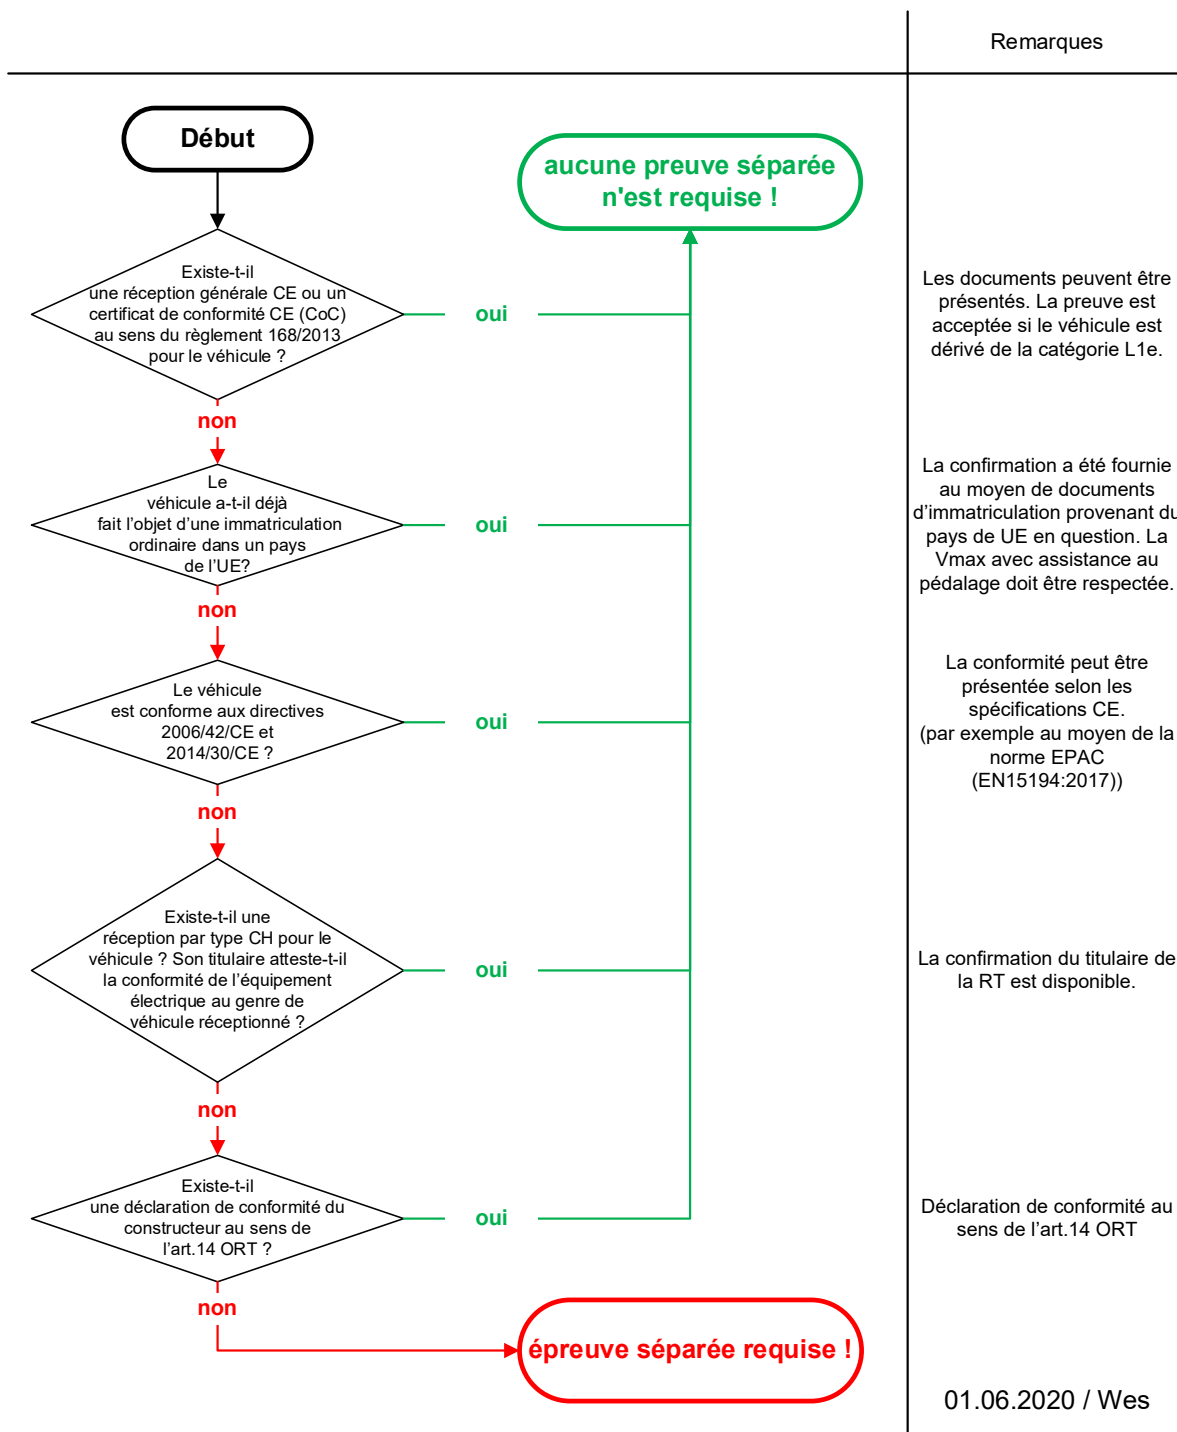 Remarques
Début
aucune preuve séparée
n'est requise !
Existe-t-il
une réception générale CE ou un
certificat de conformité CE (CoC)
au sens du règlement 168/2013
pour le véhicule ?
oui
Les documents peuvent être
présentés. La preuve est
acceptée si le véhicule est
dérivé de la catégorie L1e.
non
Le
véhicule a-t-il déjà
fait l’objet d’une immatriculation
ordinaire dans un pays
de l’UE?
oui
La confirmation a été fournie
au moyen de documents
d’immatriculation provenant du
pays de UE en question. La
Vmax avec assistance au
pédalage doit être respectée.
non
Le véhicule
est conforme aux directives
2006/42/CE et
2014/30/CE ?
oui
La conformité peut être
présentée selon les
spécifications CE.
(par exemple au moyen de la
norme EPAC
(EN15194:2017))
non
Existe-t-il une
réception par type CH pour le
véhicule ? Son titulaire atteste-t-il
la conformité de l’équipement
électrique au genre de
véhicule réceptionné ?
oui
La confirmation du titulaire de
la RT est disponible.
non
Existe-t-il
une déclaration de conformité du
constructeur au sens de
l’art.14 ORT ?
oui
Déclaration de conformité au
sens de l’art.14 ORT
non
épreuve séparée requise !
01.06.2020 / Wes